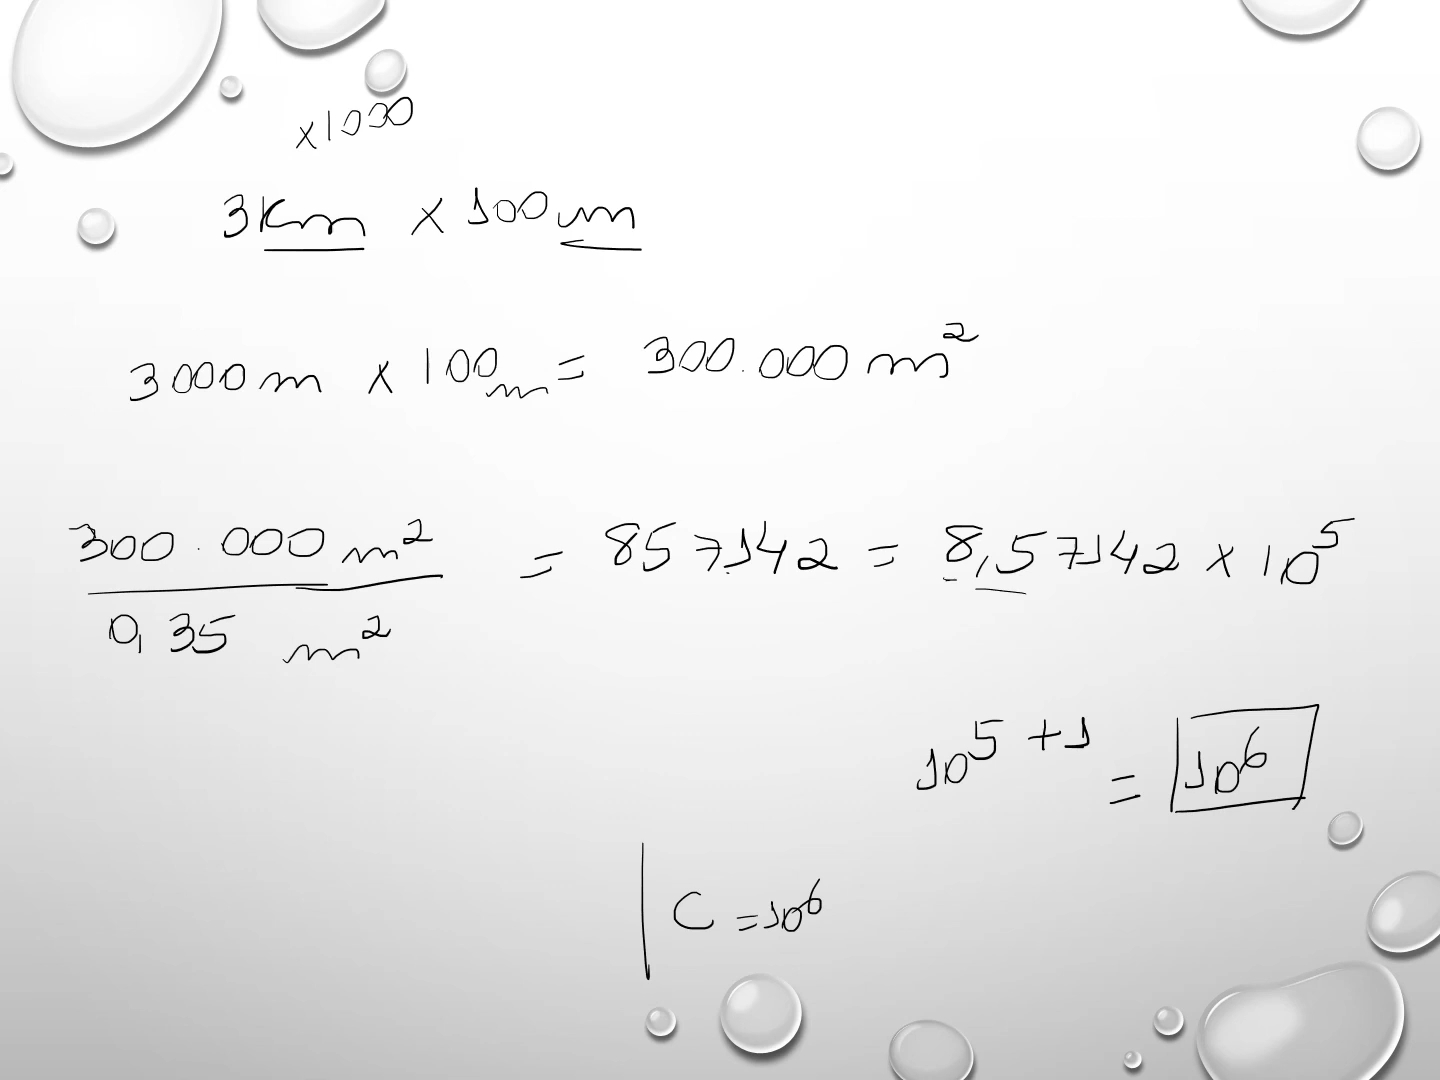 x1000
3Km x 100m
3000m x 100m = 300.000 m²
300.000 m² = 857142 = 8,57142 x 10⁵
0,35 m²
10⁵ ⁺¹ = 10⁶
C = 10⁶